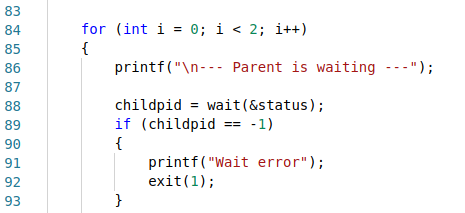 83
84 for (int i = 0; i < 2; i++)
85 {
86 printf("\n--- Parent is waiting ---");
87
88 childpid = wait(&status);
89 if (childpid == -1)
90 {
91 printf("Wait error");
92 exit(1);
93 }